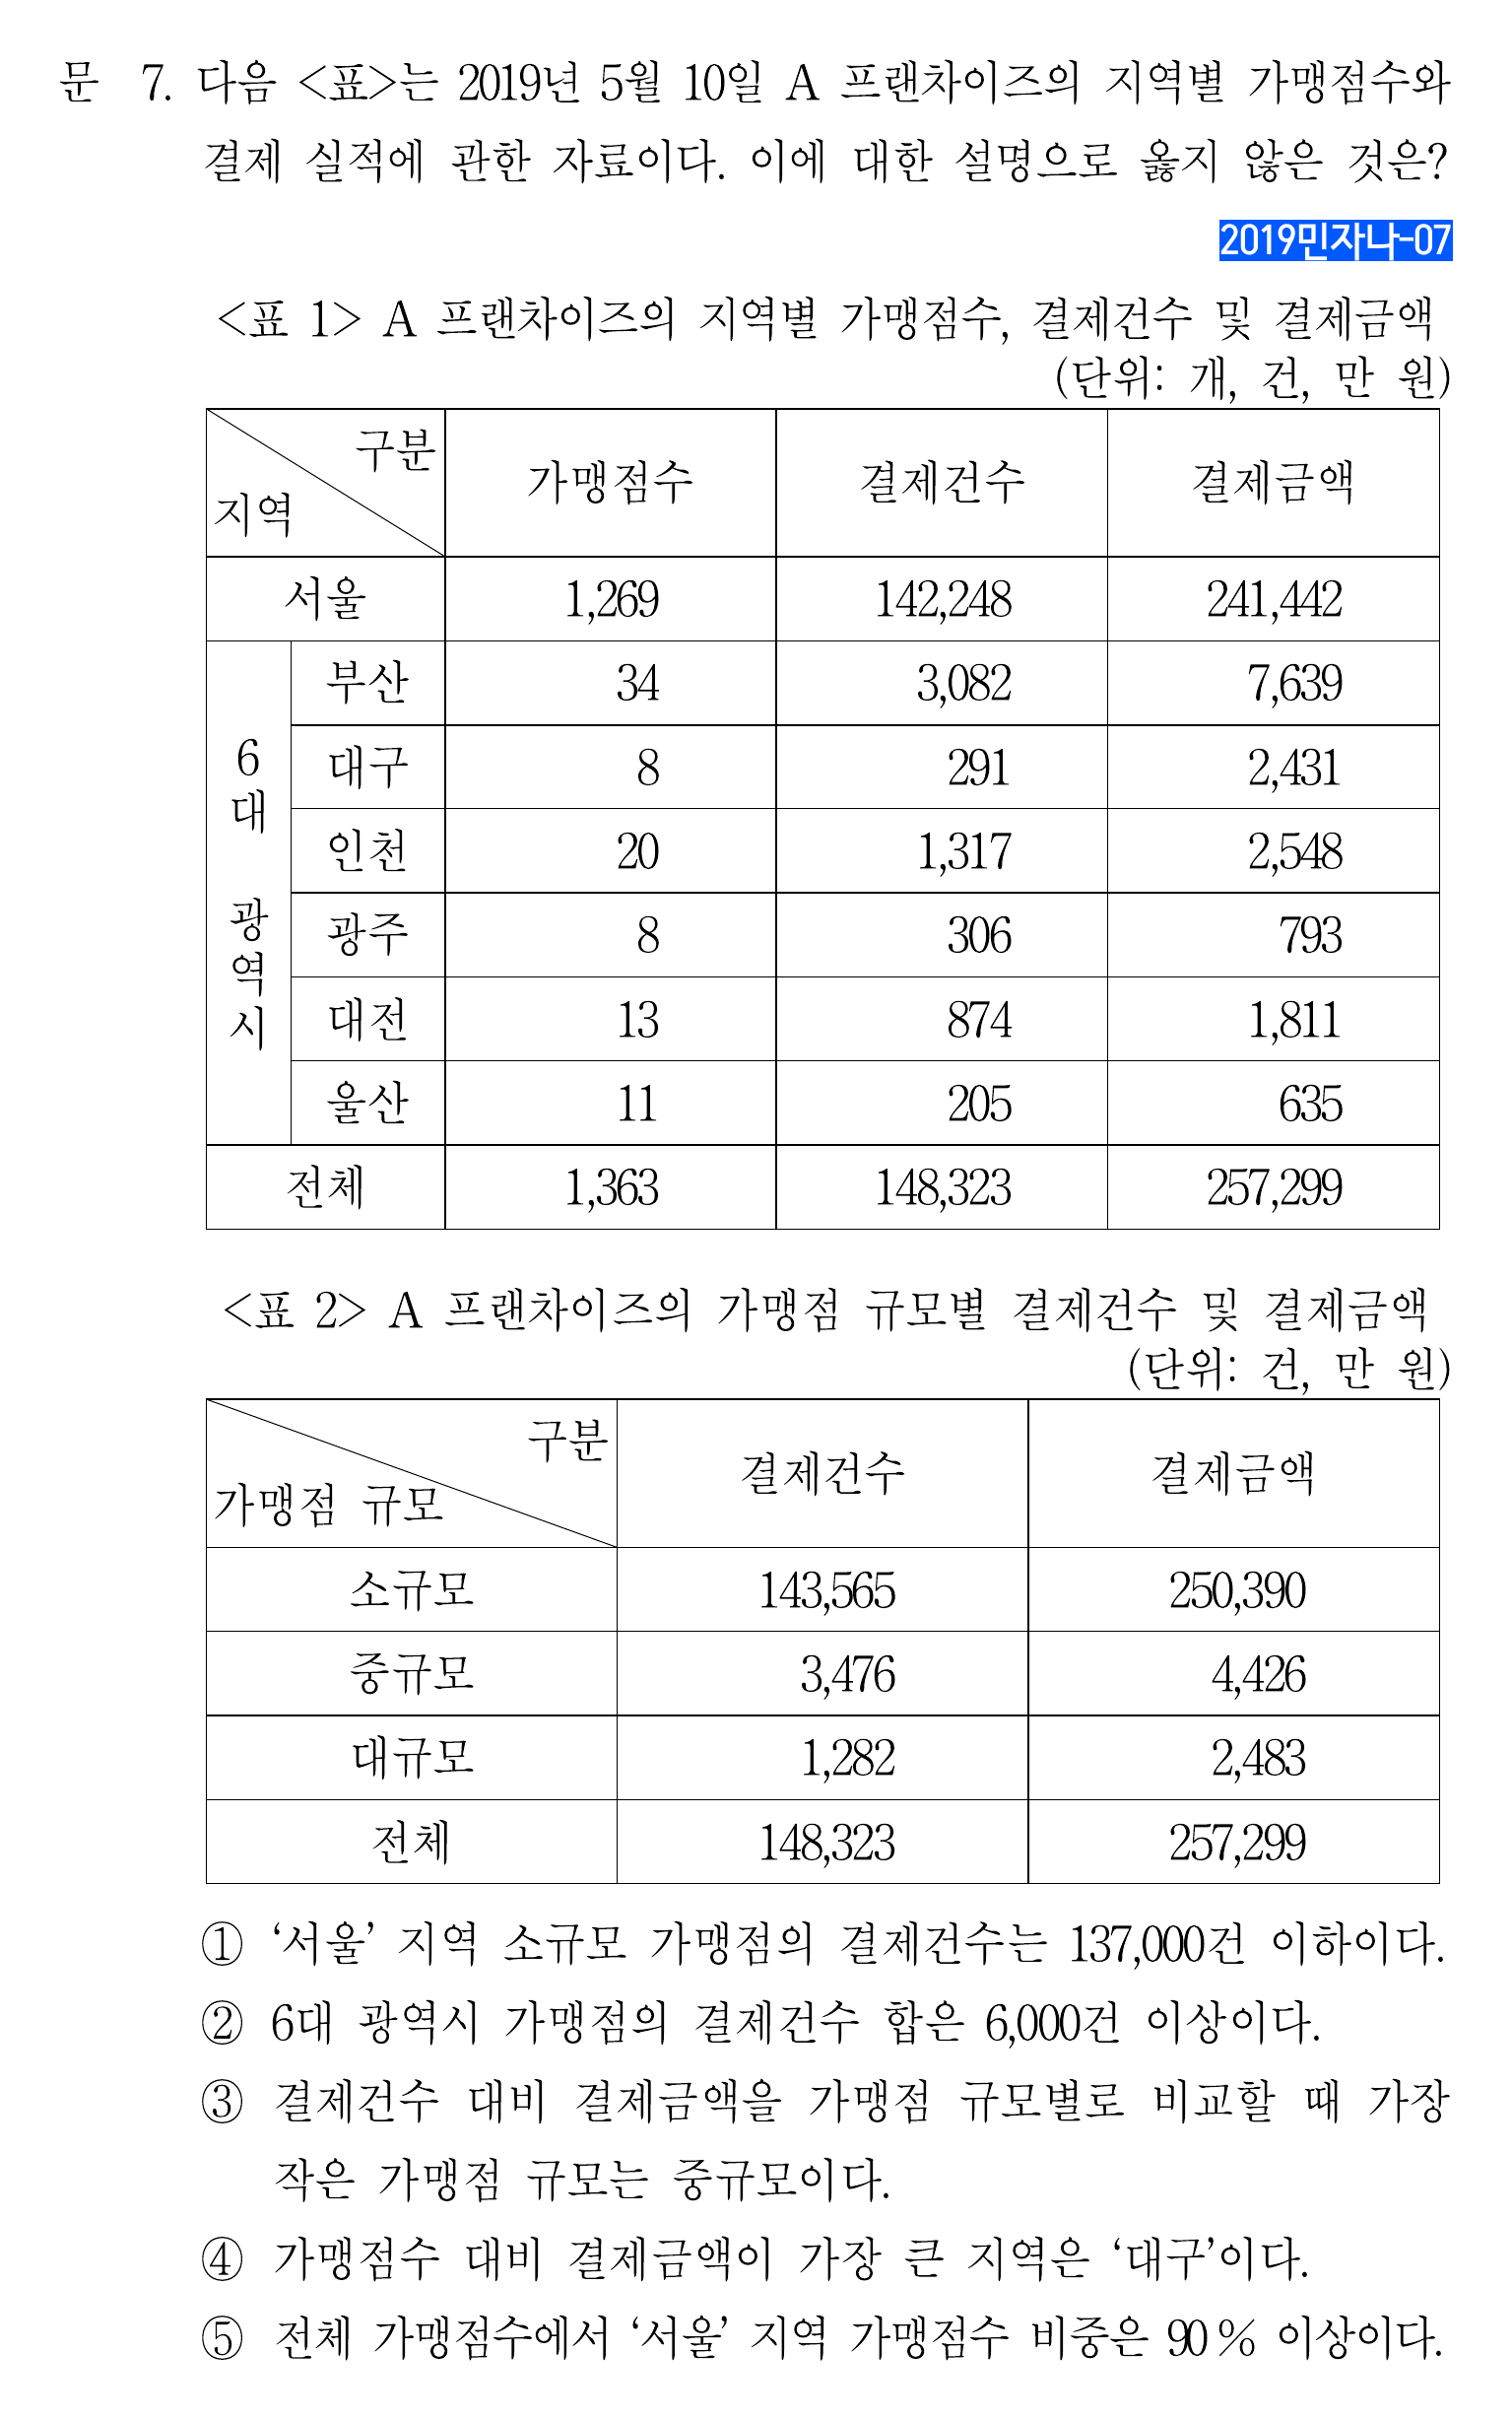 문 7. 다음 <표>는 2019년 5월 10일 A 프랜차이즈의 지역별 가맹점수와
결제 실적에 관한 자료이다. 이에 대한 설명으로 옳지 않은 것은?
2019민자나-07
<표 1> A 프랜차이즈의 지역별 가맹점수, 결제건수 및 결제금액
(단위: 개, 건, 만 원)
구분 지역 가맹점수 결제건수 결제금액
서울 1,269 142,248 241,442
6대 광역시
부산 34 3,082 7,639
대구 8 291 2,431
인천 20 1,317 2,548
광주 8 306 793
대전 13 874 1,811
울산 11 205 635
전체 1,363 148,323 257,299
<표 2> A 프랜차이즈의 가맹점 규모별 결제건수 및 결제금액
(단위: 건, 만 원)
구분 가맹점 규모 결제건수 결제금액
소규모 143,565 250,390
중규모 3,476 4,426
대규모 1,282 2,483
전체 148,323 257,299
① ‘서울’ 지역 소규모 가맹점의 결제건수는 137,000건 이하이다.
② 6대 광역시 가맹점의 결제건수 합은 6,000건 이상이다.
③ 결제건수 대비 결제금액을 가맹점 규모별로 비교할 때 가장
작은 가맹점 규모는 중규모이다.
④ 가맹점수 대비 결제금액이 가장 큰 지역은 ‘대구’이다.
⑤ 전체 가맹점수에서 ‘서울’ 지역 가맹점수 비중은 90% 이상이다.